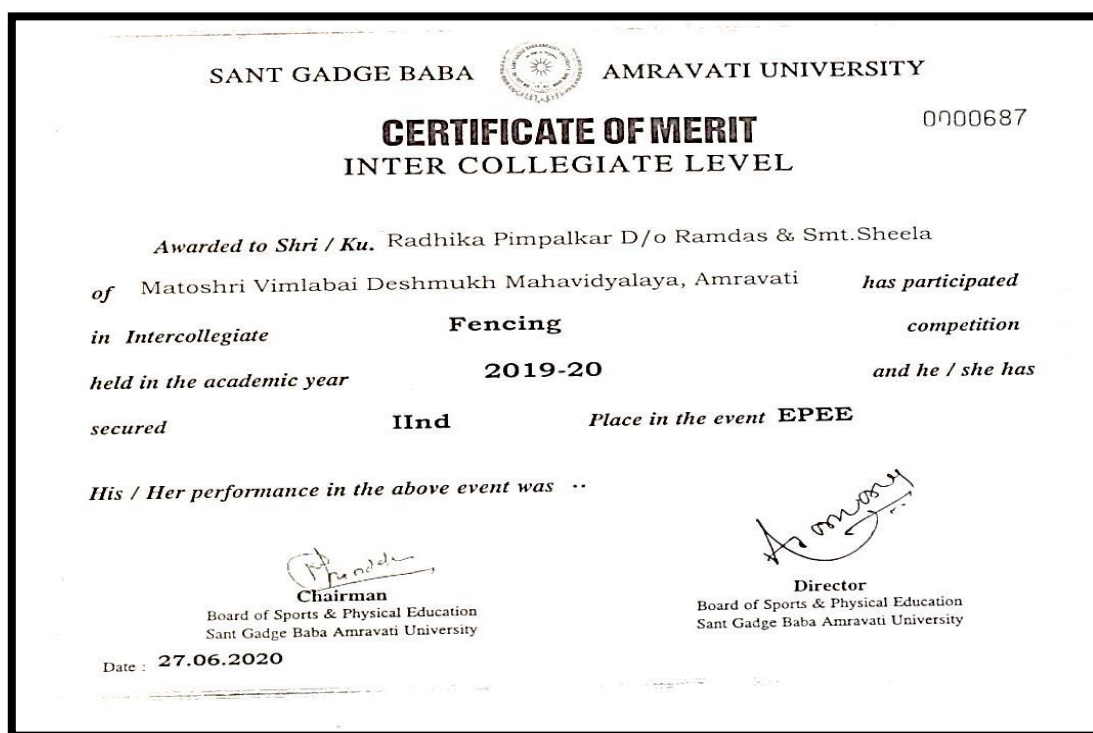 SANT GADGE BABA AMRAVATI UNIVERSITY
0000687
CERTIFICATE OF MERIT
INTER COLLEGIATE LEVEL
Awarded to Shri / Ku. Radhika Pimpalkar D/o Ramdas & Smt.Sheela
of Matoshri Vimlabai Deshmukh Mahavidyalaya, Amravati has participated
in Intercollegiate Fencing competition
held in the academic year 2019-20 and he / she has
secured IInd Place in the event EPEE
His / Her performance in the above event was ..
Chairman
Board of Sports & Physical Education
Sant Gadge Baba Amravati University
Director
Board of Sports & Physical Education
Sant Gadge Baba Amravati University
Date : 27.06.2020